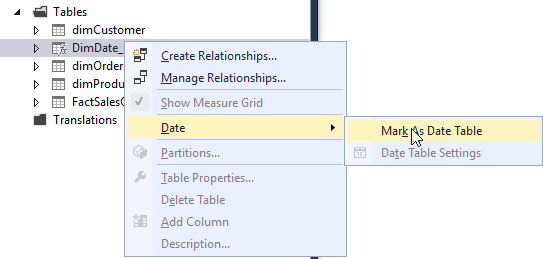 Tables
dimCustomer
DimDate_
dimOrder
dimProdu
FactSalesO
Translations
Create Relationships...
Manage Relationships...
Show Measure Grid
Date
Partitions...
Table Properties...
Delete Table
Add Column
Description...
Mark As Date Table
Date Table Settings